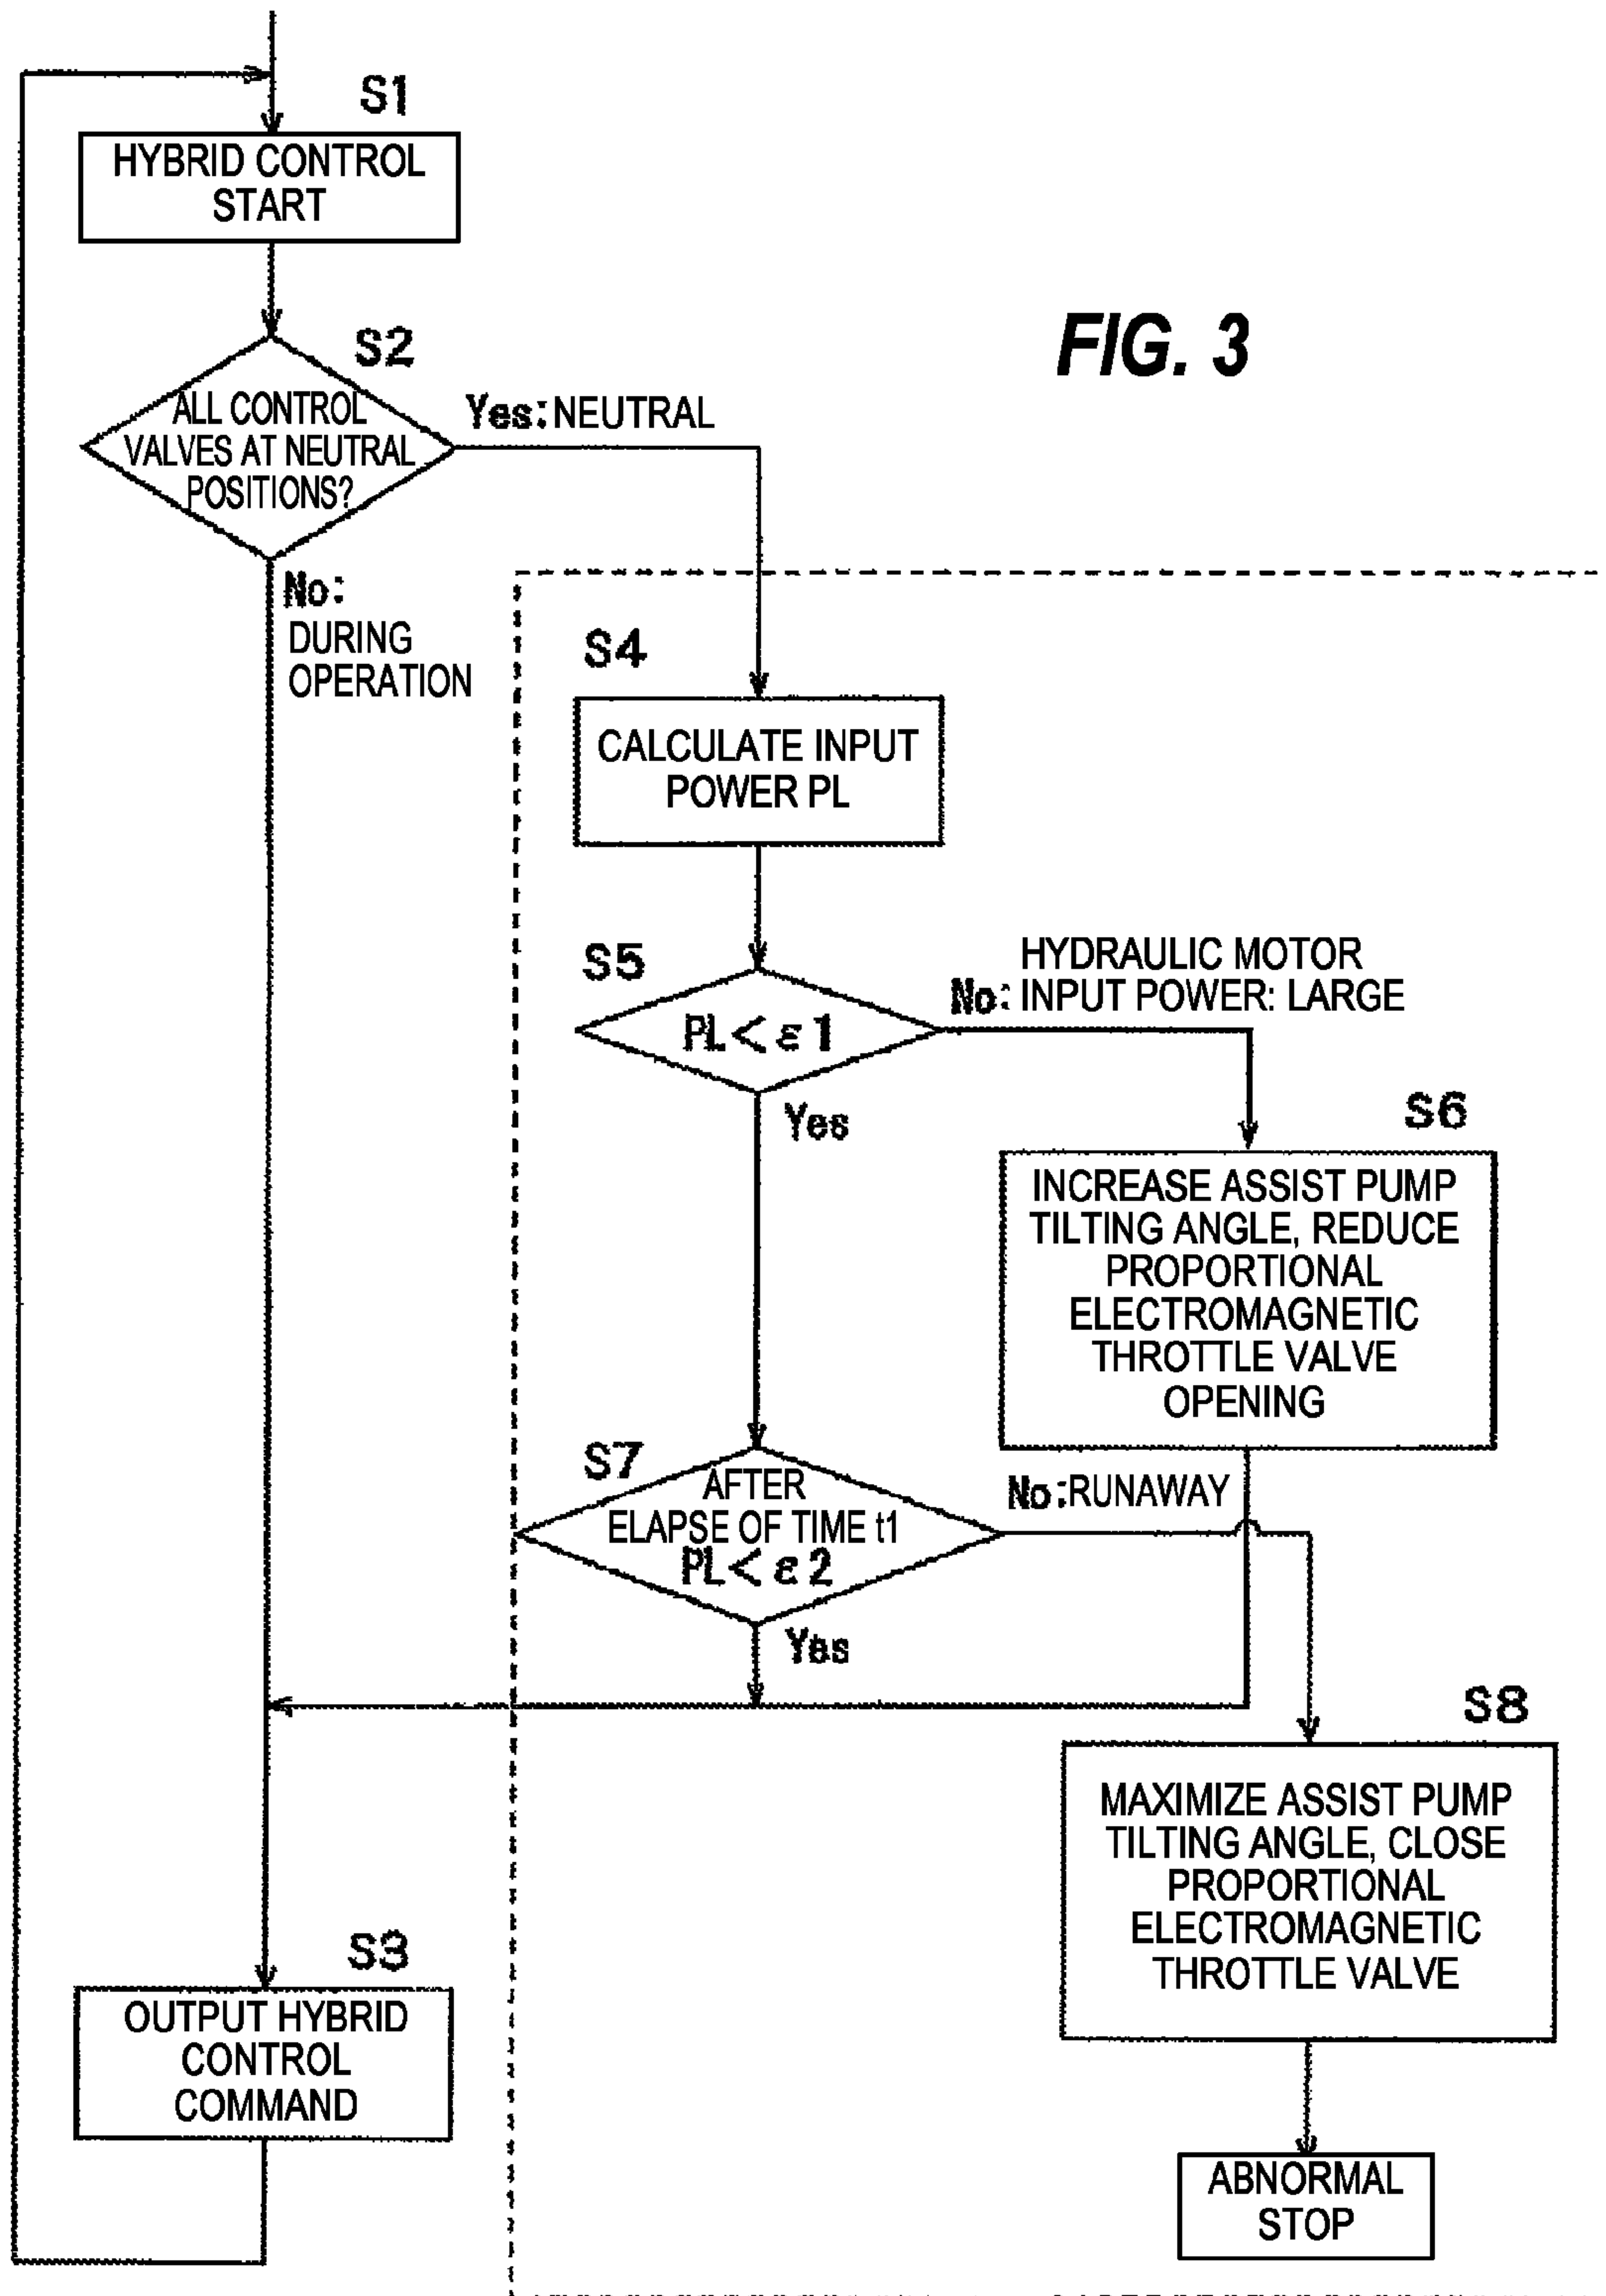 S1
HYBRID CONTROL
START
FIG. 3
S2
ALL CONTROL
VALVES AT NEUTRAL
POSITIONS?
Yes: NEUTRAL
No:
DURING
OPERATION
S4
CALCULATE INPUT
POWER PL
S5
PL < ε1
HYDRAULIC MOTOR
No: INPUT POWER: LARGE
Yes
S6
INCREASE ASSIST PUMP
TILTING ANGLE, REDUCE
PROPORTIONAL
ELECTROMAGNETIC
THROTTLE VALVE
OPENING
S7
AFTER
ELAPSE OF TIME t1
PL < ε2
No: RUNAWAY
Yes
S8
MAXIMIZE ASSIST PUMP
TILTING ANGLE, CLOSE
PROPORTIONAL
ELECTROMAGNETIC
THROTTLE VALVE
S3
OUTPUT HYBRID
CONTROL
COMMAND
ABNORMAL
STOP